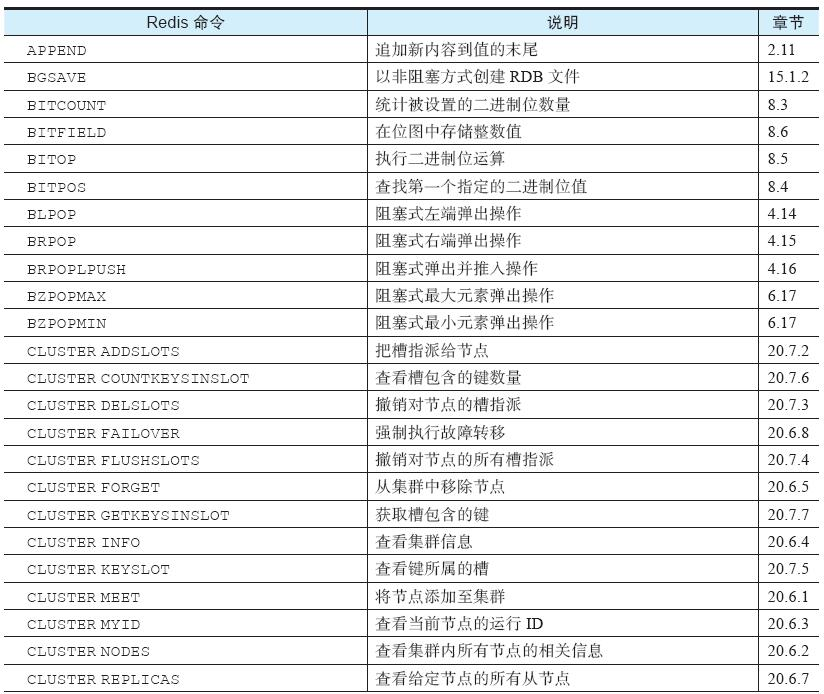 Redis 命令 说明 章节
APPEND 追加新内容到值的末尾 2.11
BGSAVE 以非阻塞方式创建 RDB 文件 15.1.2
BITCOUNT 统计被设置的二进制位数量 8.3
BITFIELD 在位图中存储整数值 8.6
BITOP 执行二进制位运算 8.5
BITPOS 查找第一个指定的二进制位值 8.4
BLPOP 阻塞式左端弹出操作 4.14
BRPOP 阻塞式右端弹出操作 4.15
BRPOPLPUSH 阻塞式弹出并推入操作 4.16
BZPOPMAX 阻塞式最大元素弹出操作 6.17
BZPOPMIN 阻塞式最小元素弹出操作 6.17
CLUSTER ADDSLOTS 把槽指派给节点 20.7.2
CLUSTER COUNTKEYSINSLOT 查看槽包含的键数量 20.7.6
CLUSTER DELSLOTS 撤销对节点的槽指派 20.7.3
CLUSTER FAILOVER 强制执行故障转移 20.6.8
CLUSTER FLUSHSLOTS 撤销对节点的所有槽指派 20.7.4
CLUSTER FORGET 从集群中移除节点 20.6.5
CLUSTER GETKEYSINSLOT 获取槽包含的键 20.7.7
CLUSTER INFO 查看集群信息 20.6.4
CLUSTER KEYSLOT 查看键所属的槽 20.7.5
CLUSTER MEET 将节点添加至集群 20.6.1
CLUSTER MYID 查看当前节点的运行 ID 20.6.3
CLUSTER NODES 查看集群内所有节点的相关信息 20.6.2
CLUSTER REPLICAS 查看给定节点的所有从节点 20.6.7